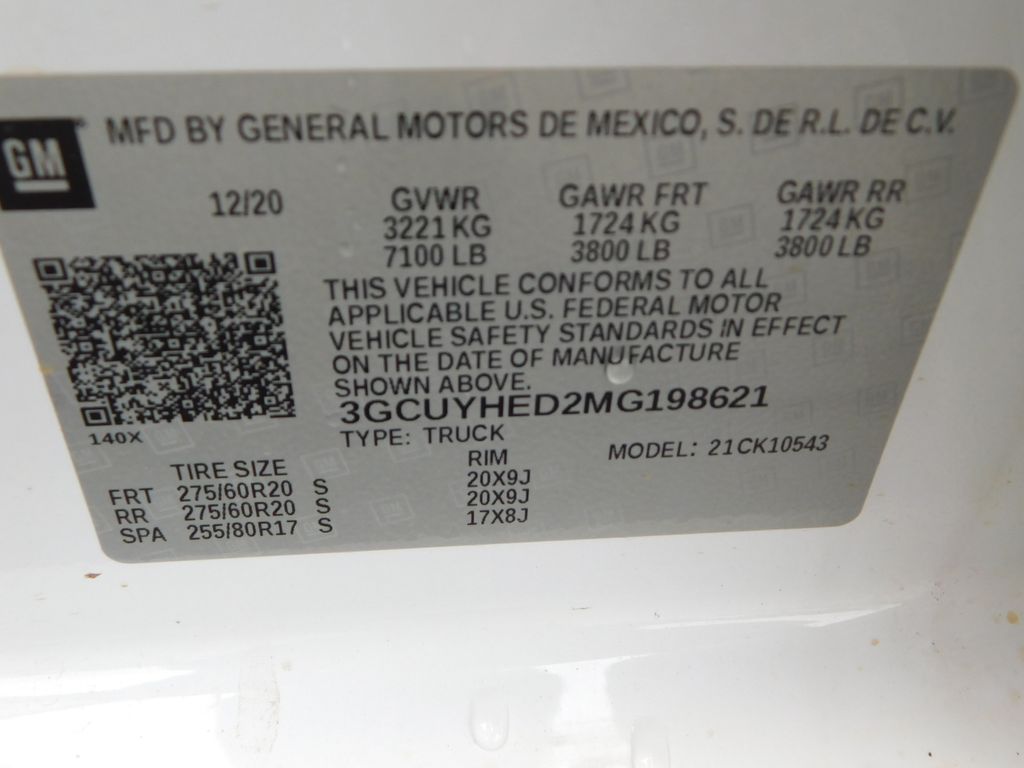 GM
MFD BY GENERAL MOTORS DE MEXICO, S. DE R.L. DE C.V.
12/20 GVWR GAWR FRT GAWR RR
3221 KG 1724 KG 1724 KG
7100 LB 3800 LB 3800 LB
THIS VEHICLE CONFORMS TO ALL
APPLICABLE U.S. FEDERAL MOTOR
VEHICLE SAFETY STANDARDS IN EFFECT
ON THE DATE OF MANUFACTURE
SHOWN ABOVE.
3GCUYHED2MG198621
140X
TYPE: TRUCK MODEL: 21CK10543
TIRE SIZE RIM
FRT 275/60R20 S 20X9J
RR 275/60R20 S 20X9J
SPA 255/80R17 S 17X8J